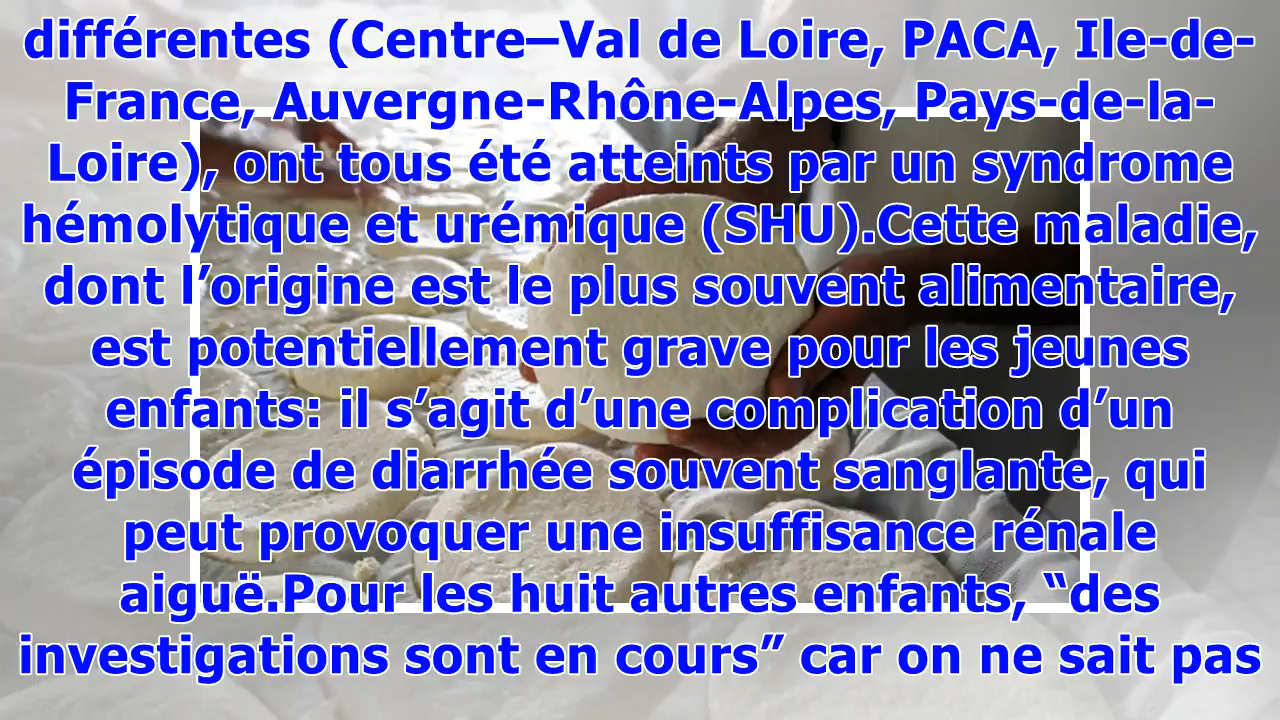 différentes (Centre–Val de Loire, PACA, Ile-de-
France, Auvergne-Rhône-Alpes, Pays-de-la-
Loire), ont tous été atteints par un syndrome
hémolytique et urémique (SHU).Cette maladie,
dont l’origine est le plus souvent alimentaire,
est potentiellement grave pour les jeunes
enfants: il s’agit d’une complication d’un
épisode de diarrhée souvent sanglante, qui
peut provoquer une insuffisance rénale
aiguë.Pour les huit autres enfants, “des
investigations sont en cours” car on ne sait pas